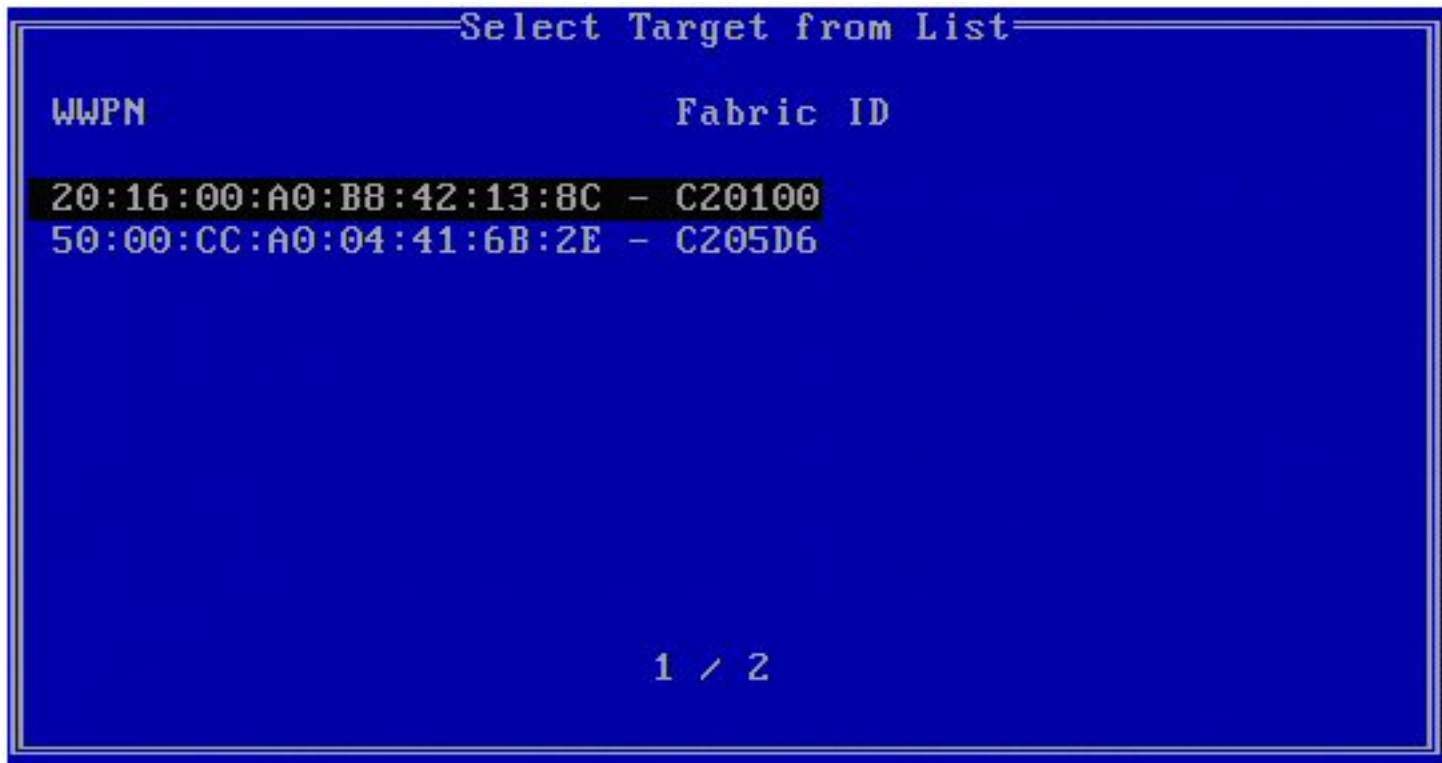 Select Target from List
WWPN Fabric ID
20:16:00:A0:B8:42:13:8C - C20100
50:00:CC:A0:04:41:6B:2E - C205D6
1 / 2